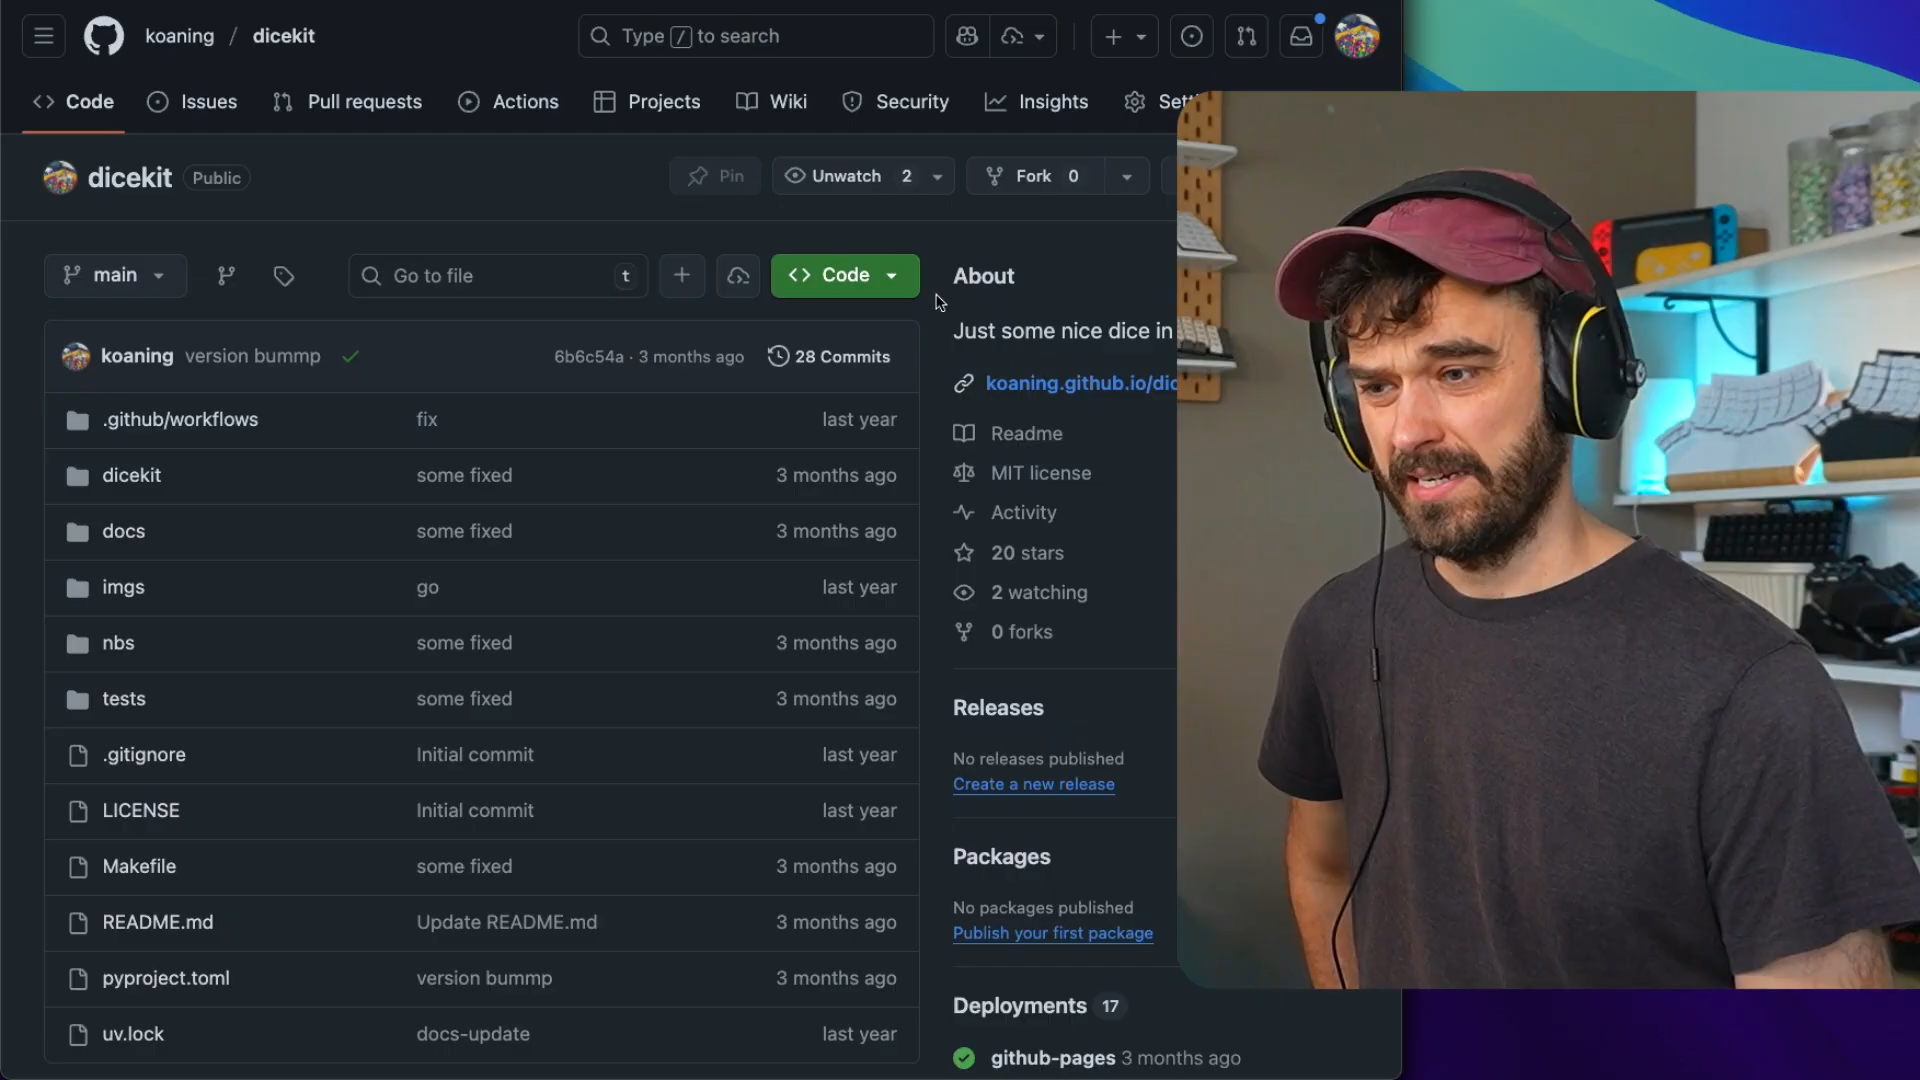 koaning / dicekit
Type / to search
Code
Issues
Pull requests
Actions
Projects
Wiki
Security
Insights
dicekit Public
Pin
Unwatch 2
Fork 0
main
Go to file
t
Code
koaning version bummp
6b6c54a · 3 months ago
28 Commits
.github/workflows fix last year
dicekit some fixed 3 months ago
docs some fixed 3 months ago
imgs go last year
nbs some fixed 3 months ago
tests some fixed 3 months ago
.gitignore Initial commit last year
LICENSE Initial commit last year
Makefile some fixed 3 months ago
README.md Update README.md 3 months ago
pyproject.toml version bummp 3 months ago
uv.lock docs-update last year
About
Just some nice dice in
koaning.github.io/dic
Readme
MIT license
Activity
20 stars
2 watching
0 forks
Releases
No releases published
Create a new release
Packages
No packages published
Publish your first package
Deployments 17
github-pages 3 months ago